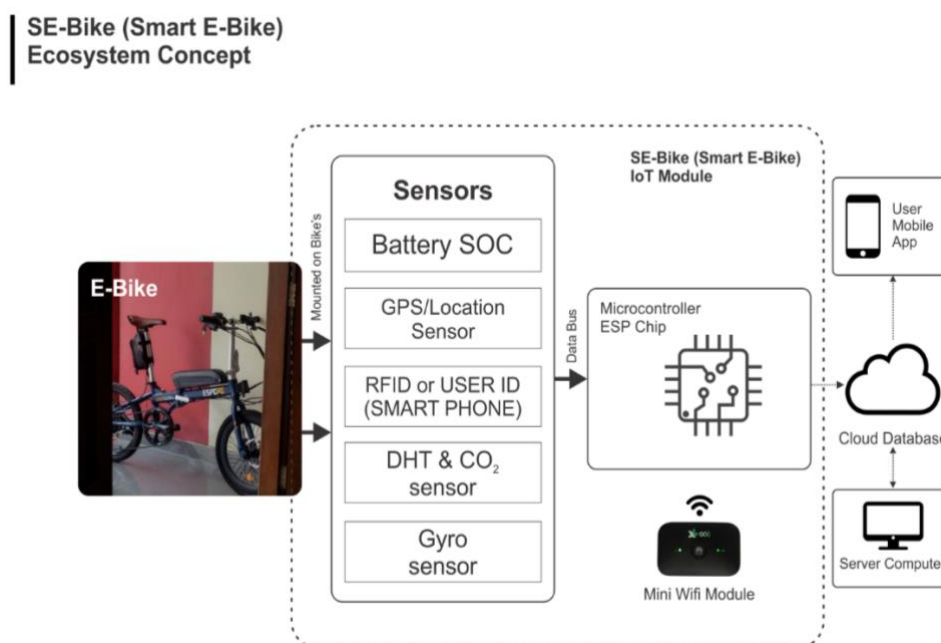 SE-Bike (Smart E-Bike)
Ecosystem Concept
E-Bike
Mounted on Bike's
Sensors
Battery SOC
GPS/Location
Sensor
RFID or USER ID
(SMART PHONE)
DHT & CO₂
sensor
Gyro
sensor
Data Bus
SE-Bike (Smart E-Bike)
IoT Module
Microcontroller
ESP Chip
Mini Wifi Module
User
Mobile
App
Cloud Database
Server Compute